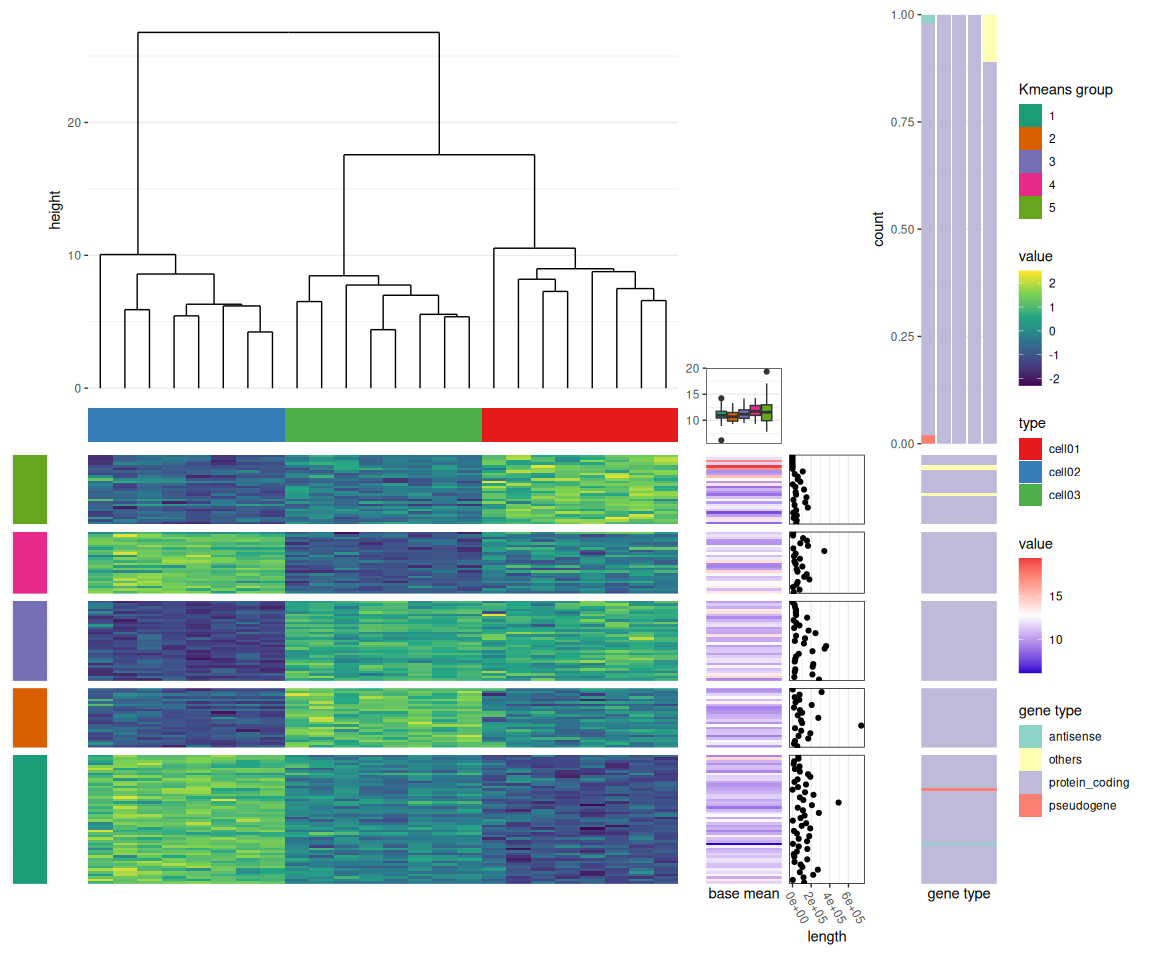 height
20
10
0
20
15
10
count
1.00
0.75
0.50
0.25
0.00
base mean
0e+00
2e+05
4e+05
6e+05
length
gene type
Kmeans group
1
2
3
4
5
value
2
1
0
-1
-2
type
cell01
cell02
cell03
value
15
10
gene type
antisense
others
protein_coding
pseudogene